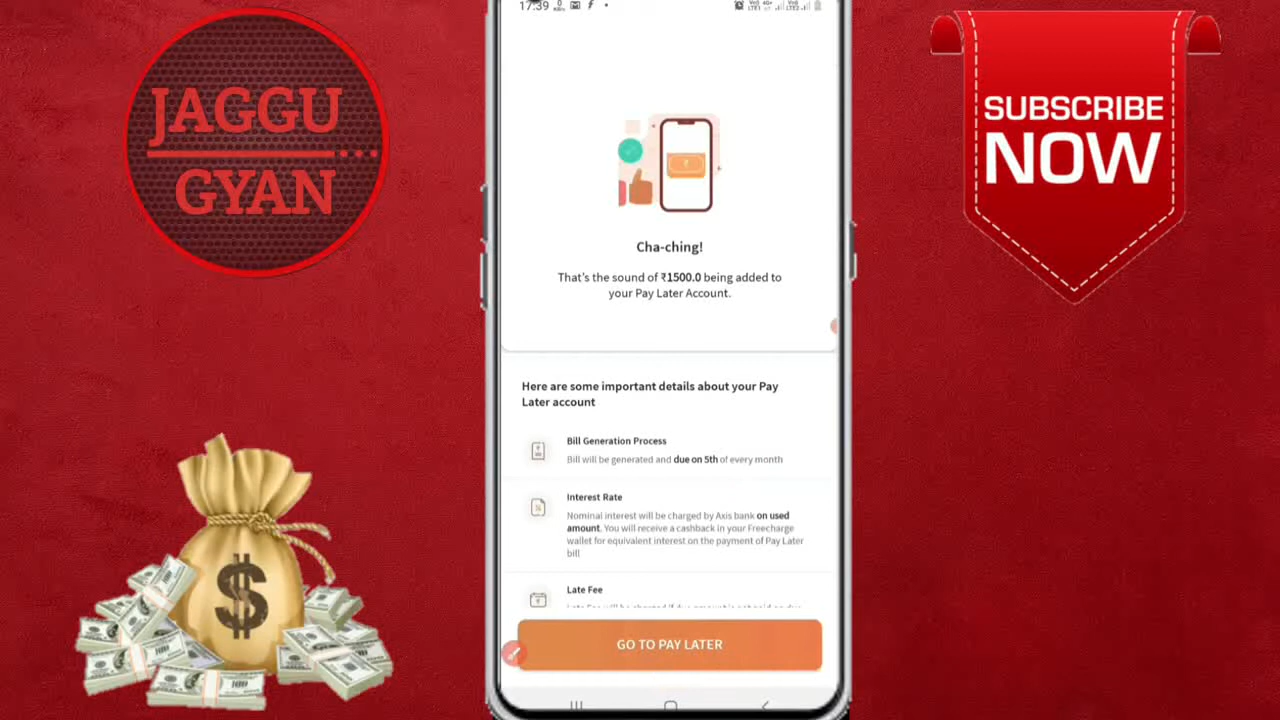 17:39
JAGGU
GYAN
SUBSCRIBE
NOW
Cha-ching!
That's the sound of ₹1500.0 being added to
your Pay Later Account.
Here are some important details about your Pay
Later account
Bill Generation Process
Bill will be generated and due on 5th of every month
Interest Rate
Nominal interest will be charged by Axis bank on used
amount. You will receive a cashback in your Freecharge
wallet for equivalent interest on the payment of Pay Later
bill
Late Fee
GO TO PAY LATER
$